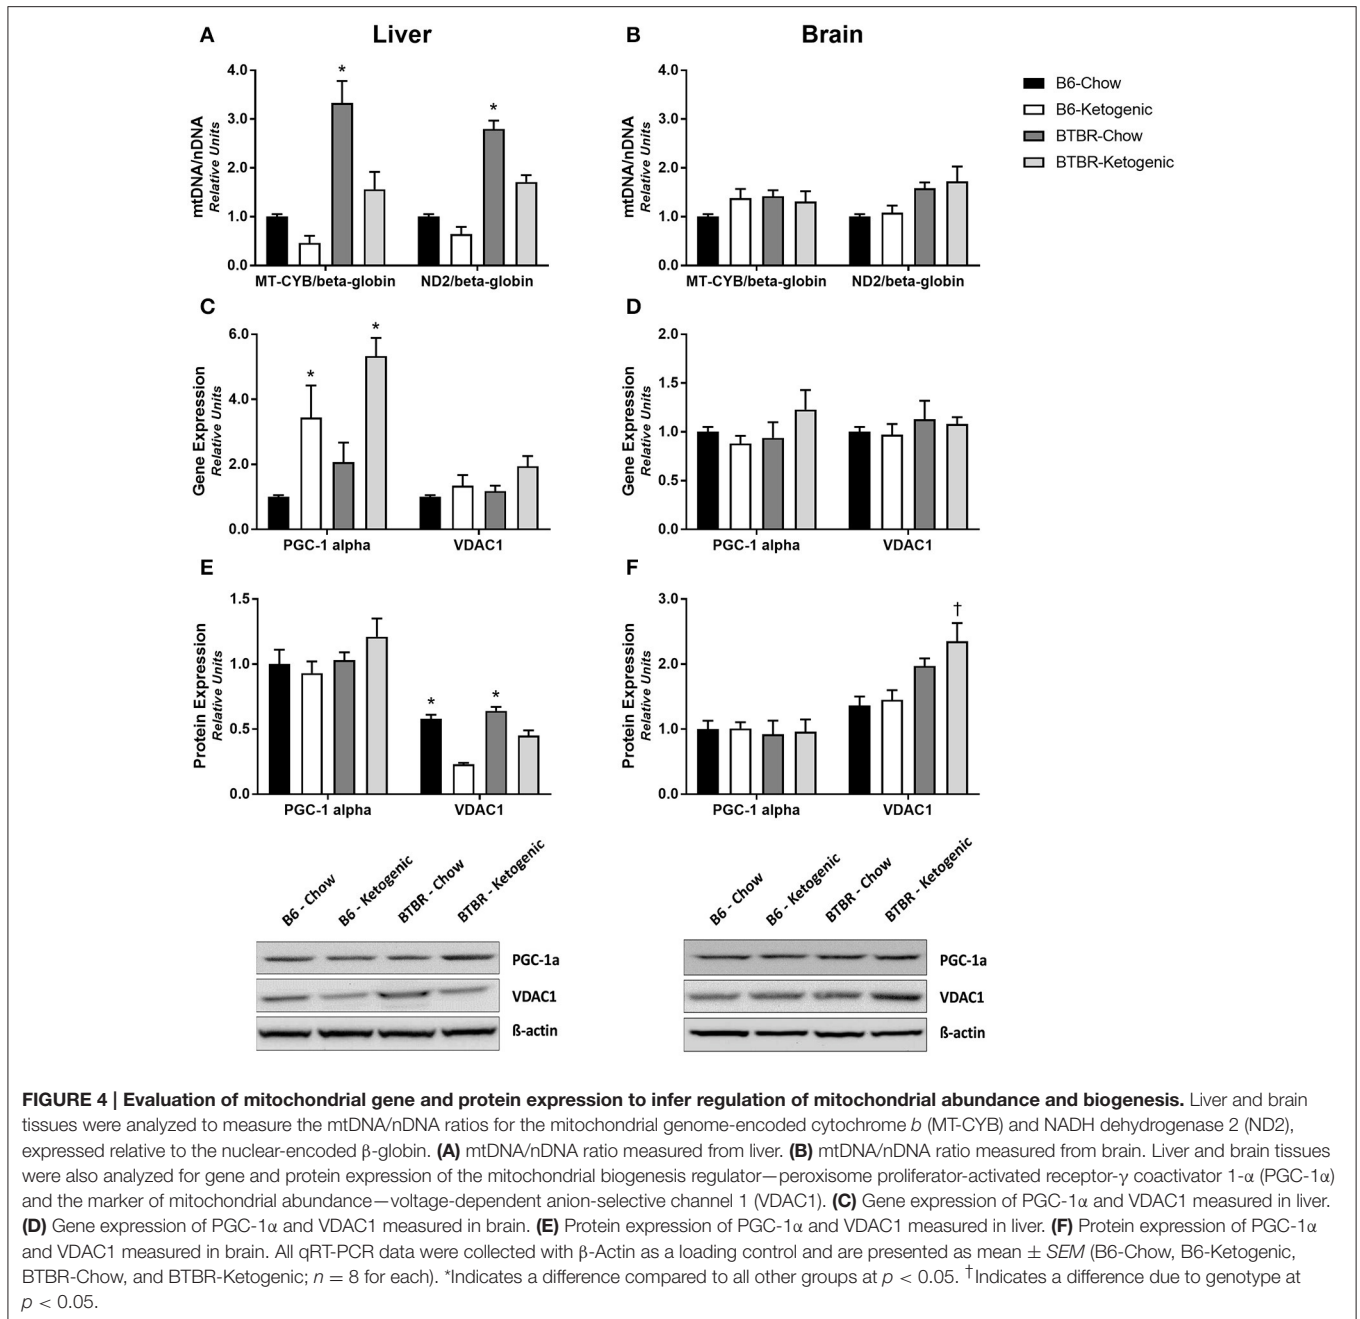 A Liver
B Brain
mtDNA/nDNA
Relative Units
4.0
3.0
2.0
1.0
0.0
*
*
MT-CYB/beta-globin ND2/beta-globin
mtDNA/nDNA
Relative Units
4.0
3.0
2.0
1.0
0.0
MT-CYB/beta-globin ND2/beta-globin
B6-Chow
B6-Ketogenic
BTBR-Chow
BTBR-Ketogenic
C
Gene Expression
Relative Units
6.0
4.0
2.0
0.0
*
*
PGC-1 alpha VDAC1
D
Gene Expression
Relative Units
2.0
1.5
1.0
0.5
0.0
PGC-1 alpha VDAC1
E
Protein Expression
Relative Units
1.5
1.0
0.5
0.0
*
*
PGC-1 alpha VDAC1
F
Protein Expression
Relative Units
3.0
2.0
1.0
0.0
†
PGC-1 alpha VDAC1
B6 - Chow
B6 - Ketogenic
BTBR - Chow
BTBR - Ketogenic
PGC-1a
VDAC1
ß-actin
B6 - Chow
B6 - Ketogenic
BTBR - Chow
BTBR - Ketogenic
PGC-1a
VDAC1
ß-actin
FIGURE 4 | Evaluation of mitochondrial gene and protein expression to infer regulation of mitochondrial abundance and biogenesis. Liver and brain
tissues were analyzed to measure the mtDNA/nDNA ratios for the mitochondrial genome-encoded cytochrome b (MT-CYB) and NADH dehydrogenase 2 (ND2),
expressed relative to the nuclear-encoded β-globin. (A) mtDNA/nDNA ratio measured from liver. (B) mtDNA/nDNA ratio measured from brain. Liver and brain tissues
were also analyzed for gene and protein expression of the mitochondrial biogenesis regulator—peroxisome proliferator-activated receptor-γ coactivator 1-α (PGC-1α)
and the marker of mitochondrial abundance—voltage-dependent anion-selective channel 1 (VDAC1). (C) Gene expression of PGC-1α and VDAC1 measured in liver.
(D) Gene expression of PGC-1α and VDAC1 measured in brain. (E) Protein expression of PGC-1α and VDAC1 measured in liver. (F) Protein expression of PGC-1α
and VDAC1 measured in brain. All qRT-PCR data were collected with β-Actin as a loading control and are presented as mean ± SEM (B6-Chow, B6-Ketogenic,
BTBR-Chow, and BTBR-Ketogenic; n = 8 for each). *Indicates a difference compared to all other groups at p < 0.05. †Indicates a difference due to genotype at
p < 0.05.